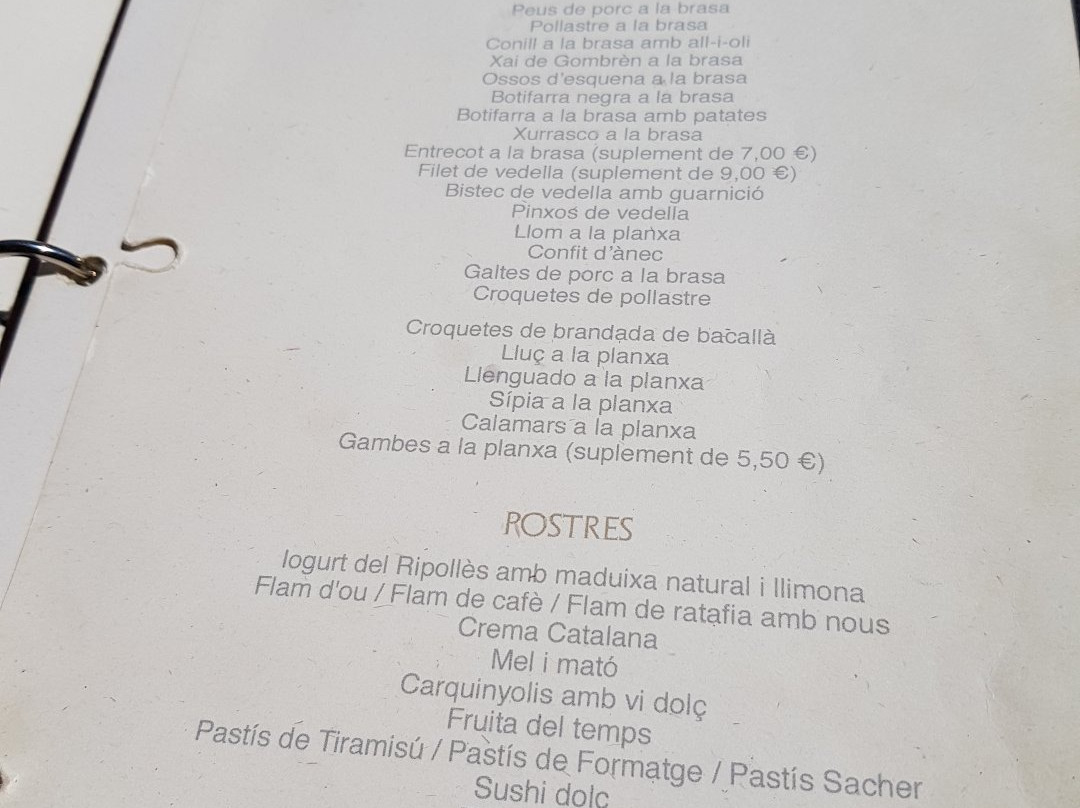 Peus de porc a la brasa
Pollastre a la brasa
Conill a la brasa amb all-i-oli
Xai de Gombrèn a la brasa
Ossos d'esquena a la brasa
Botifarra negra a la brasa
Botifarra a la brasa amb patates
Xurrasco a la brasa
Entrecot a la brasa (suplement de 7,00 €)
Filet de vedella (suplement de 9,00 €)
Bistec de vedella amb guarnició
Pinxos de vedella
Llom a la planxa
Confit d'ànec
Galtes de porc a la brasa
Croquetes de pollastre
Croquetes de brandada de bacallà
Lluç a la planxa
Llenguado a la planxa
Sípia a la planxa
Calamars a la planxa
Gambes a la planxa (suplement de 5,50 €)
ROSTRES
Iogurt del Ripollès amb maduixa natural i llimona
Flam d'ou / Flam de cafè / Flam de ratafia amb nous
Crema Catalana
Mel i mató
Carquinyolis amb vi dolç
Fruita del temps
Pastís de Tiramisú / Pastís de Formatge / Pastís Sacher
Sushi dolç